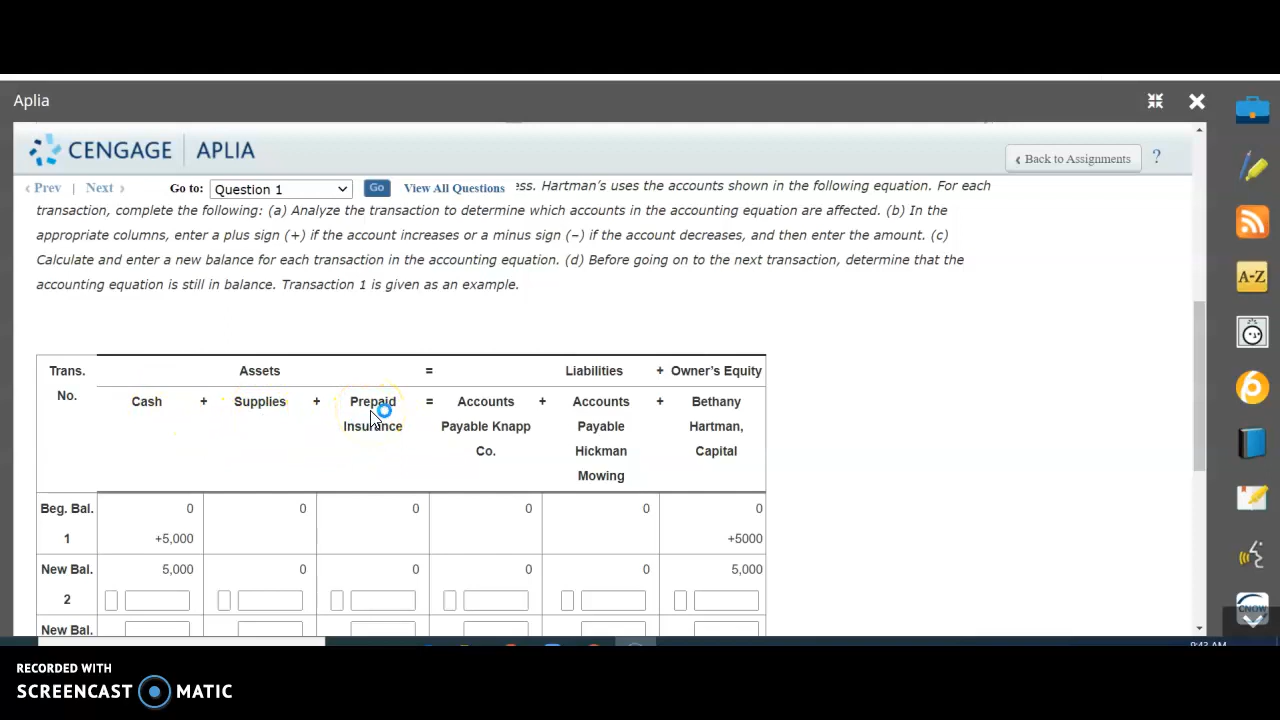 Aplia
CENGAGE APLIA
‹ Back to Assignments ?
‹ Prev | Next › Go to: Question 1 Go View All Questions ess. Hartman's uses the accounts shown in the following equation. For each
transaction, complete the following: (a) Analyze the transaction to determine which accounts in the accounting equation are affected. (b) In the
appropriate columns, enter a plus sign (+) if the account increases or a minus sign (–) if the account decreases, and then enter the amount. (c)
Calculate and enter a new balance for each transaction in the accounting equation. (d) Before going on to the next transaction, determine that the
accounting equation is still in balance. Transaction 1 is given as an example.
Trans. Assets = Liabilities + Owner's Equity
No.
Cash + Supplies + Prepaid = Accounts + Accounts + Bethany
Insurance Payable Knapp Payable Hartman,
Co. Hickman Capital
Mowing
Beg. Bal. 0 0 0 0 0 0
1 +5,000 +5000
New Bal. 5,000 0 0 0 0 5,000
2
New Bal.
A-Z
CNOW
RECORDED WITH
SCREENCAST MATIC